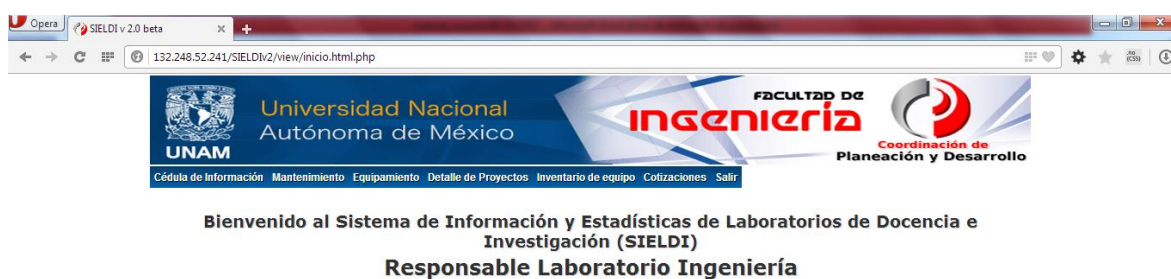 Opera
SIELDI v 2.0 beta
132.248.52.241/SIELDIv2/view/inicio.html.php
Universidad Nacional
Autónoma de México
UNAM
FACULTAD DE
INGENIERÍA
Coordinación de
Planeación y Desarrollo
Cédula de Información Mantenimiento Equipamiento Detalle de Proyectos Inventario de equipo Cotizaciones Salir
Bienvenido al Sistema de Información y Estadísticas de Laboratorios de Docencia e
Investigación (SIELDI)
Responsable Laboratorio Ingeniería